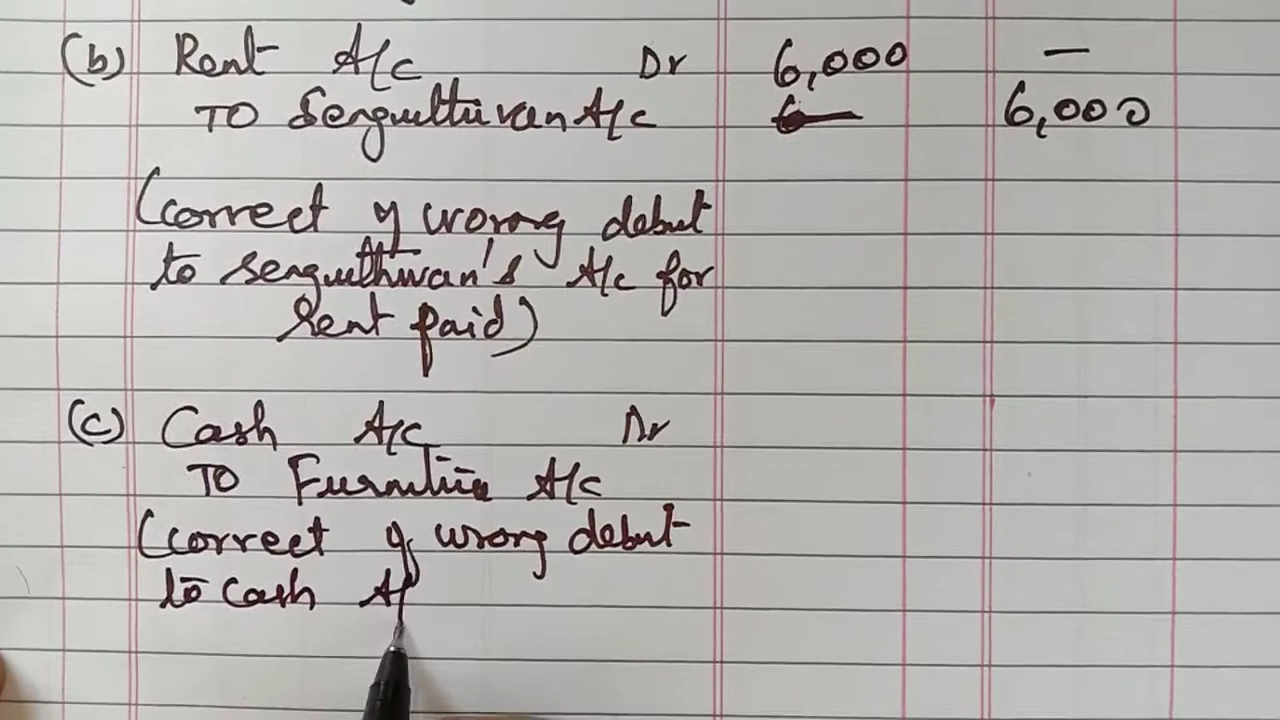 (b) Rent A/c Dr 6,000 —
TO Senguttuvan A/c 6,000
(correct of wrong debit
to senguthuvan's A/c for
Rent paid)
(c) Cash A/C Dr
TO Furniture A/c
(correct of wrong debit
to Cash A/